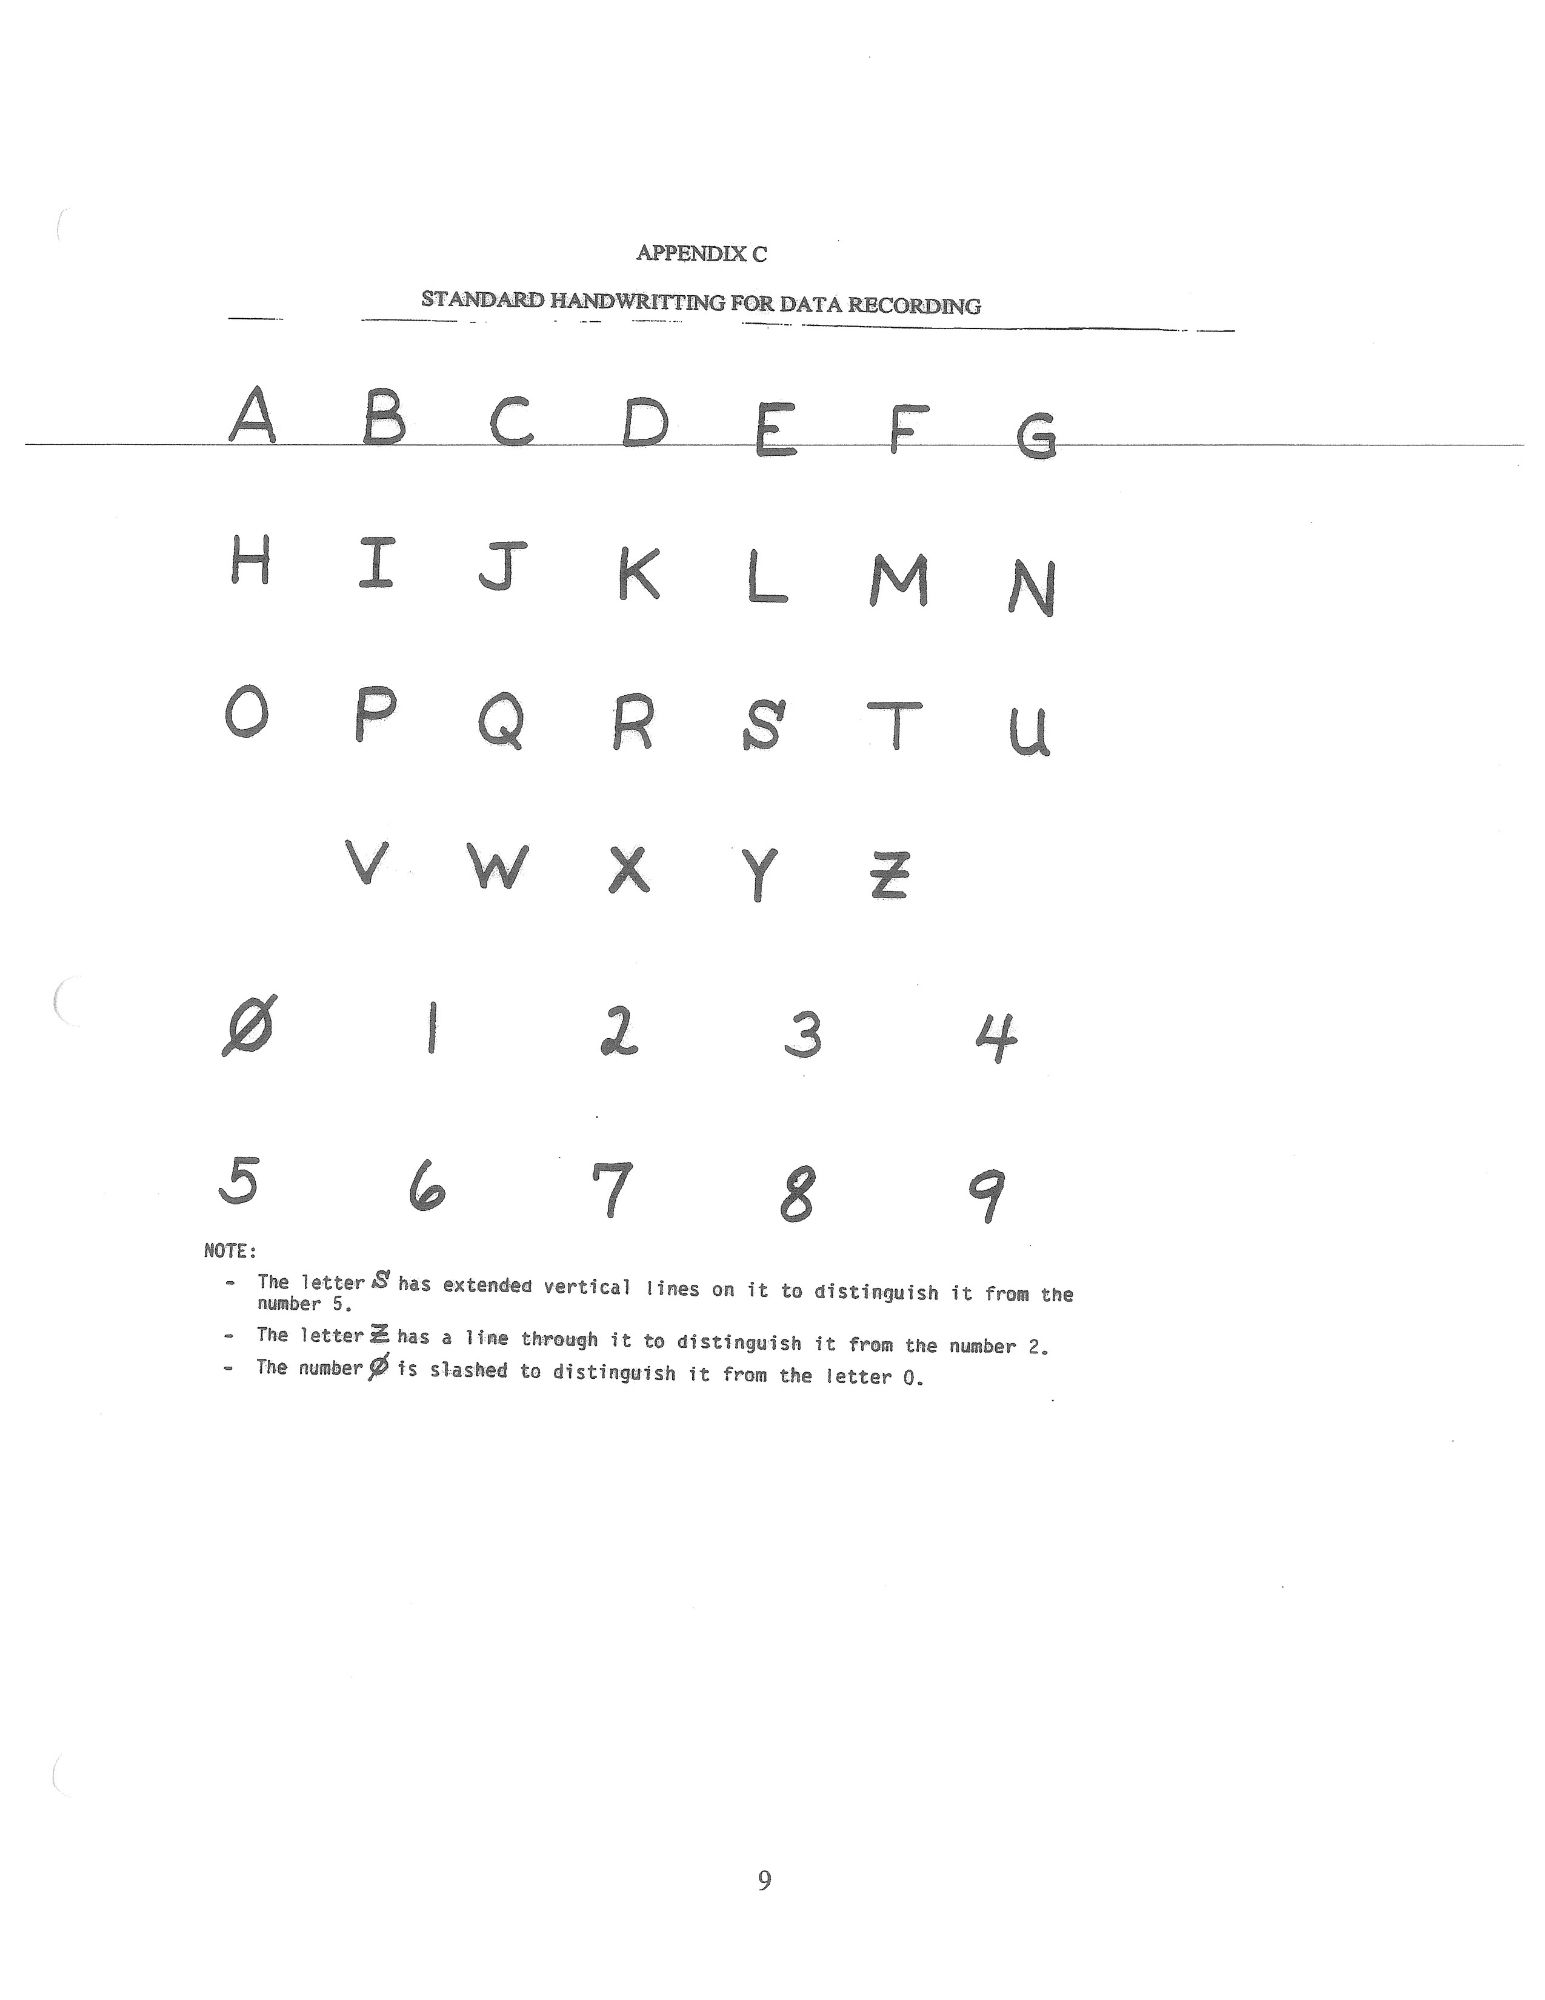 APPENDIX C
STANDARD HANDWRITTING FOR DATA RECORDING
A B C D E F G
H I J K L M N
O P Q R S T U
V W X Y Z
Ø 1 2 3 4
5 6 7 8 9
NOTE:
- The letter S has extended vertical lines on it to distinguish it from the
number 5.
- The letter Ƶ has a line through it to distinguish it from the number 2.
- The number Ø is slashed to distinguish it from the letter O.
9